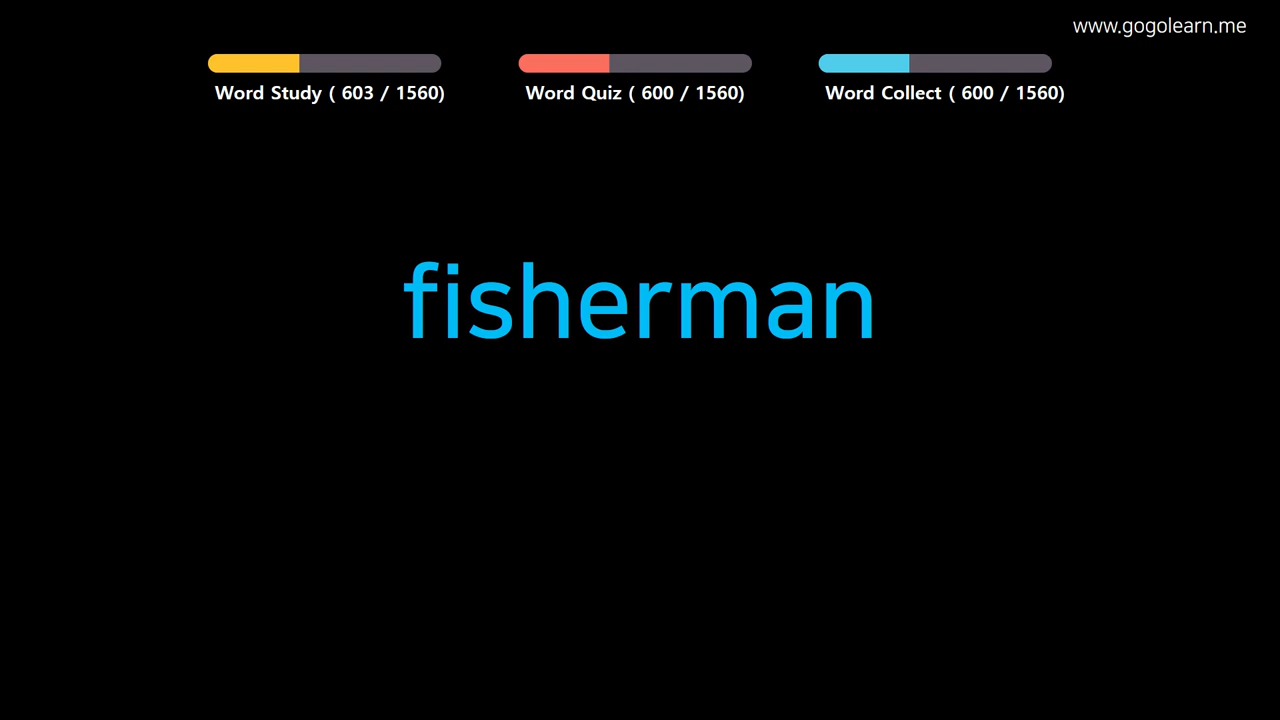 www.gogolearn.me
Word Study ( 603 / 1560)
Word Quiz ( 600 / 1560)
Word Collect ( 600 / 1560)
fisherman